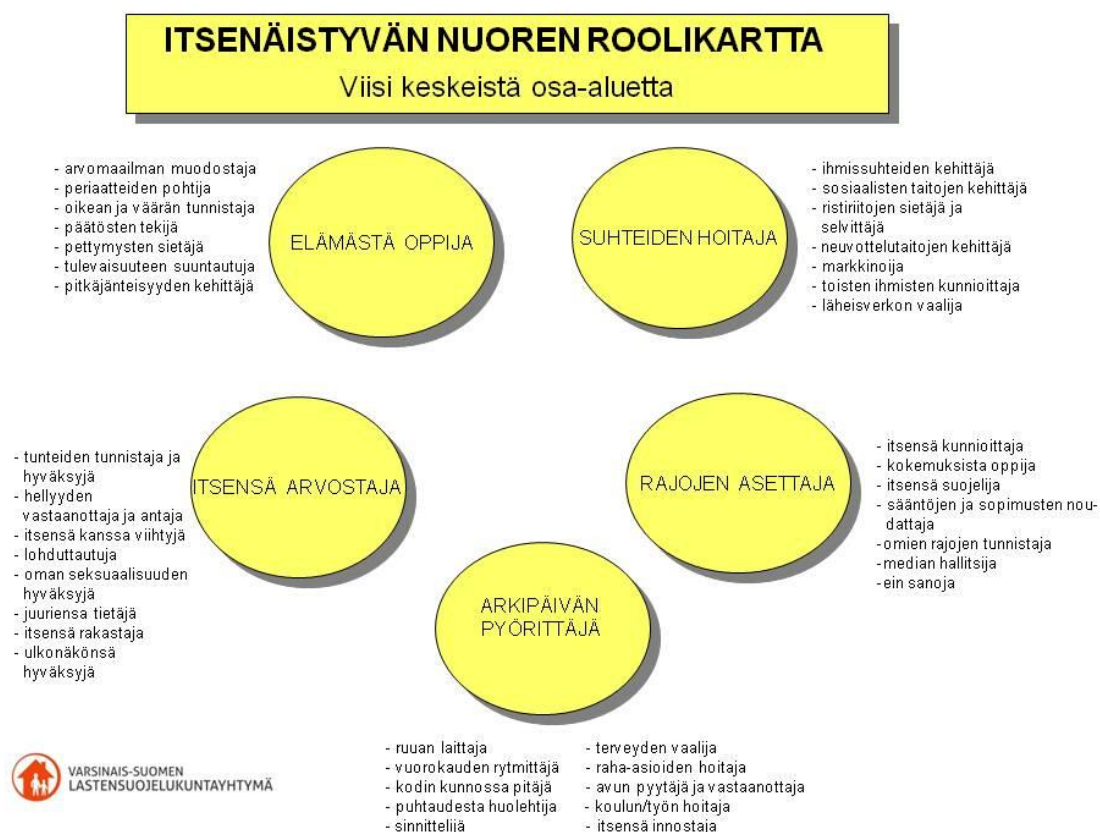 ITSENÄISTYVÄN NUOREN ROOLIKARTTA
Viisi keskeistä osa-aluetta
- arvomaailman muodostaja
- periaatteiden pohtija
- oikean ja väärän tunnistaja
- päätösten tekijä
- pettymysten sietäjä
- tulevaisuuteen suuntautuja
- pitkäjänteisyyden kehittäjä
ELÄMÄSTÄ OPPIJA
SUHTEIDEN HOITAJA
- ihmissuhteiden kehittäjä
- sosiaalisten taitojen kehittäjä
- ristiriitojen sietäjä ja
selvittäjä
- neuvottelutaitojen kehittäjä
- markkinoija
- toisten ihmisten kunnioittaja
- läheisverkon vaalija
- tunteiden tunnistaja ja
hyväksyjä
- hellyyden
vastaanottaja ja antaja
- itsensä kanssa viihtyjä
- lohduttautuja
- oman seksuaalisuuden
hyväksyjä
- juuriensa tietäjä
- itsensä rakastaja
- ulkonäkönsä
hyväksyjä
ITSENSÄ ARVOSTAJA
RAJOJEN ASETTAJA
- itsensä kunnioittaja
- kokemuksista oppija
- itsensä suojelija
- sääntöjen ja sopimusten nou-
dattaja
-omien rajojen tunnistaja
-median hallitsija
-ein sanoja
ARKIPÄIVÄN
PYÖRITTÄJÄ
- ruuan laittaja
- vuorokauden rytmittäjä
- kodin kunnossa pitäjä
- puhtaudesta huolehtija
- sinnittelijä
- terveyden vaalija
- raha-asioiden hoitaja
- avun pyytäjä ja vastaanottaja
- koulun/työn hoitaja
- itsensä innostaja
VARSINAIS-SUOMEN
LASTENSUOJELUKUNTAYHTYMÄ